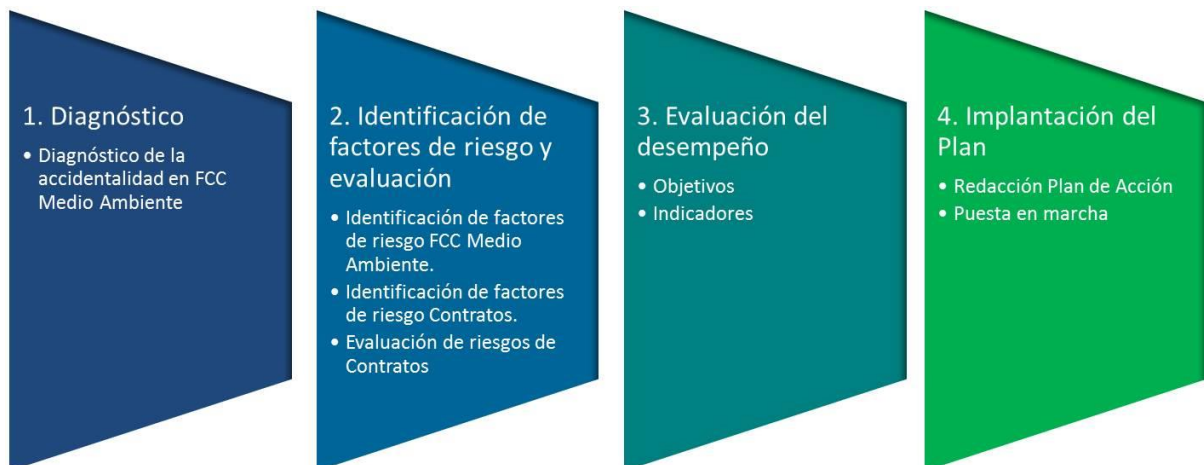 1. Diagnóstico
• Diagnóstico de la
accidentalidad en FCC
Medio Ambiente
2. Identificación de
factores de riesgo y
evaluación
• Identificación de factores
de riesgo FCC Medio
Ambiente.
• Identificación de factores
de riesgo Contratos.
• Evaluación de riesgos de
Contratos
3. Evaluación del
desempeño
• Objetivos
• Indicadores
4. Implantación del
Plan
• Redacción Plan de Acción
• Puesta en marcha